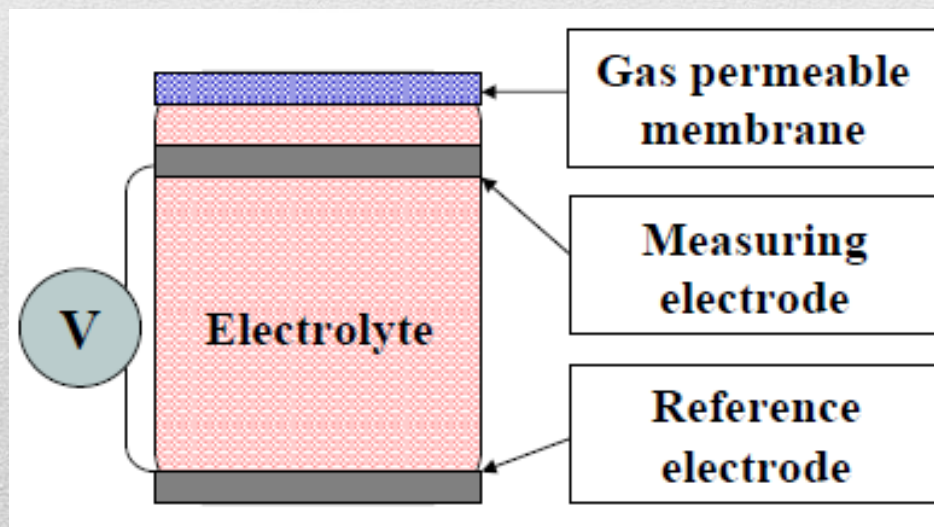 Gas permeable
membrane
Measuring
electrode
V
Electrolyte
Reference
electrode